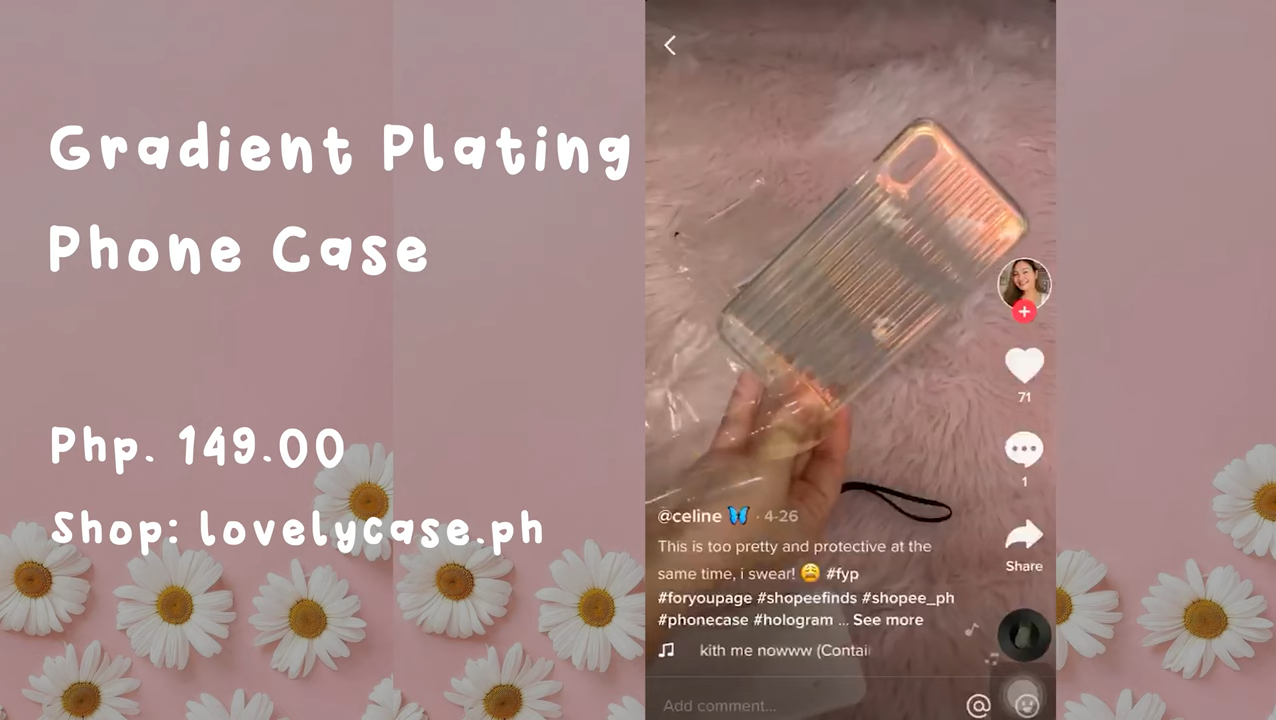 Gradient Plating
Phone Case
Php. 149.00
Shop: lovelycase.ph
71
1
Share
@celine 🦋 · 4-26
This is too pretty and protective at the
same time, i swear! 😩 #fyp
#foryoupage #shopeefinds #shopee_ph
#phonecase #hologram ... See more
kith me nowww (Contai
Add comment...